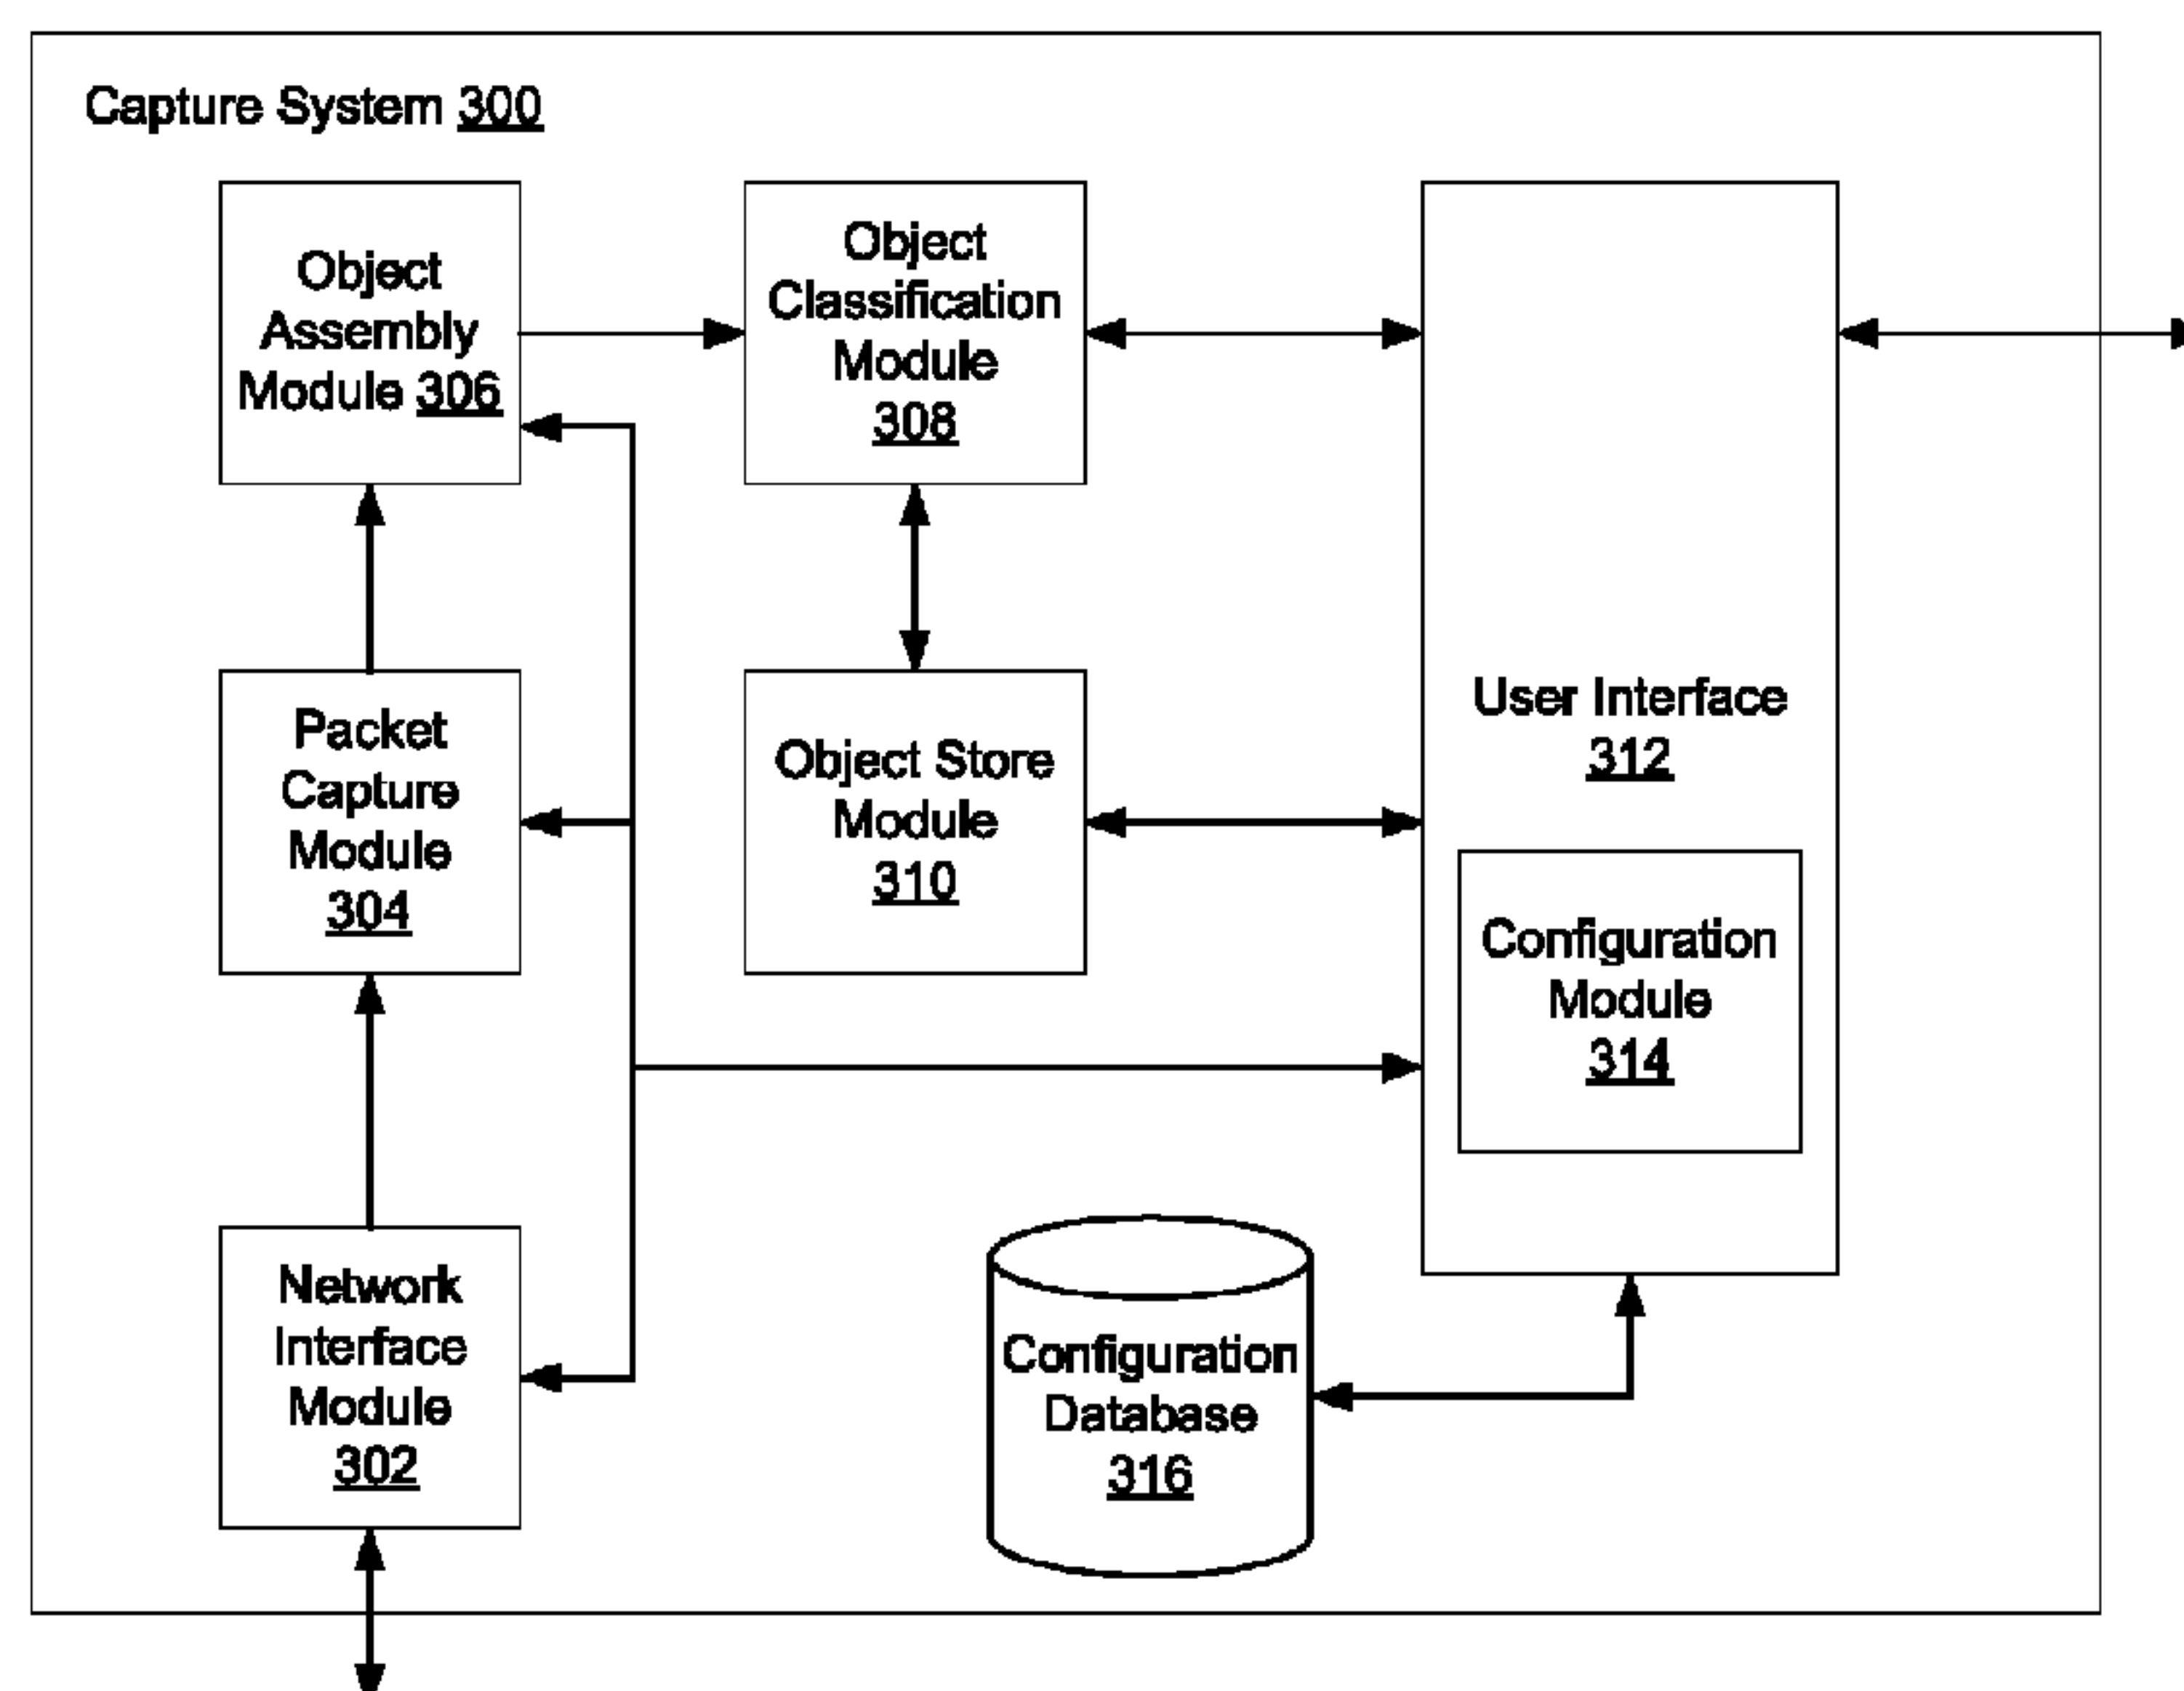 Capture System 300
Object
Assembly
Module 306
Object
Classification
Module
308
Packet
Capture
Module
304
Object Store
Module
310
User Interface
312
Configuration
Module
314
Network
Interface
Module
302
Configuration
Database
316